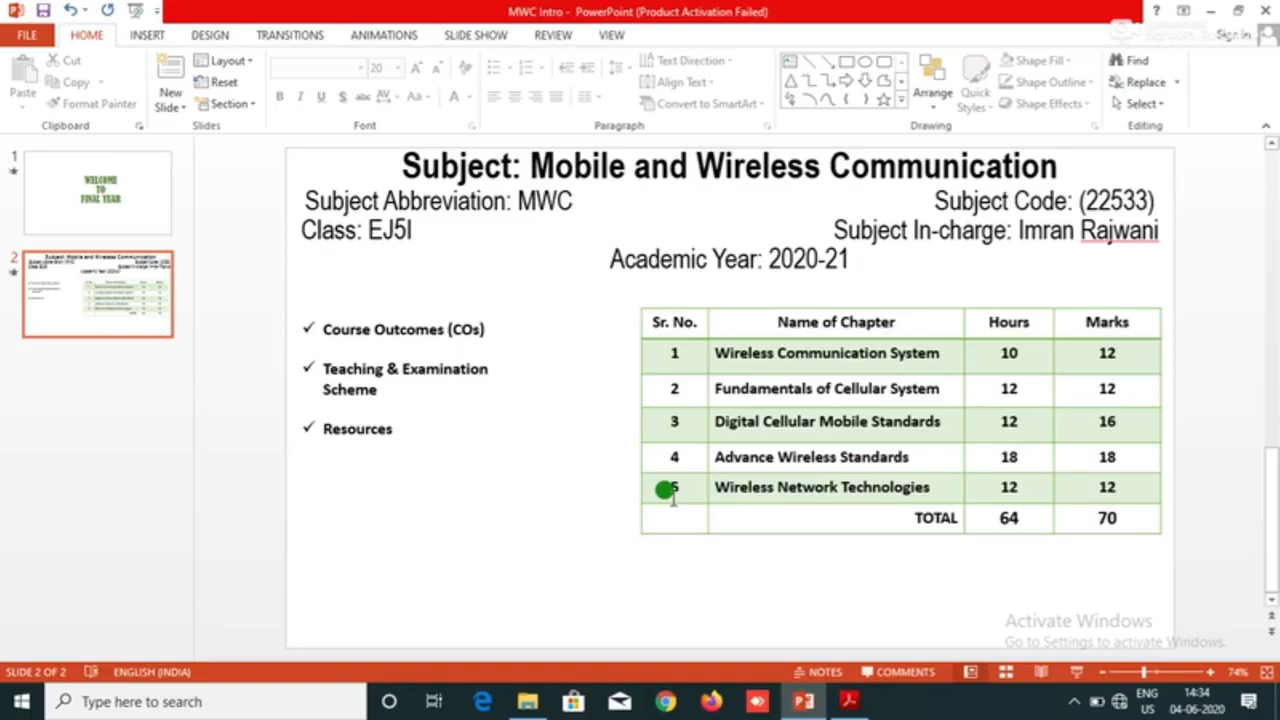 MWC Intro - PowerPoint (Product Activation Failed)
FILE HOME INSERT DESIGN TRANSITIONS ANIMATIONS SLIDE SHOW REVIEW VIEW Sign in
Paste
Cut
Copy
Format Painter
Clipboard
New
Slide
Layout
Reset
Section
Slides
20
Font
Text Direction
Align Text
Convert to SmartArt
Paragraph
Arrange
Quick
Styles
Shape Fill
Shape Outline
Shape Effects
Drawing
Find
Replace
Select
Editing
1
WELCOME
TO
FINAL YEAR
2
Subject: Mobile and Wireless Communication
Subject Abbreviation: MWC Subject Code: (22533)
Class: EJ5I Subject In-charge: Imran Rajwani
Academic Year: 2020-21
✓ Course Outcomes (COs)
✓ Teaching & Examination
Scheme
✓ Resources
Sr. No. Name of Chapter Hours Marks
1 Wireless Communication System 10 12
2 Fundamentals of Cellular System 12 12
3 Digital Cellular Mobile Standards 12 16
4 Advance Wireless Standards 18 18
5 Wireless Network Technologies 12 12
TOTAL 64 70
Activate Windows
Go to Settings to activate Windows.
SLIDE 2 OF 2 ENGLISH (INDIA) NOTES COMMENTS 74%
Type here to search
ENG 14:34
US 04-06-2020